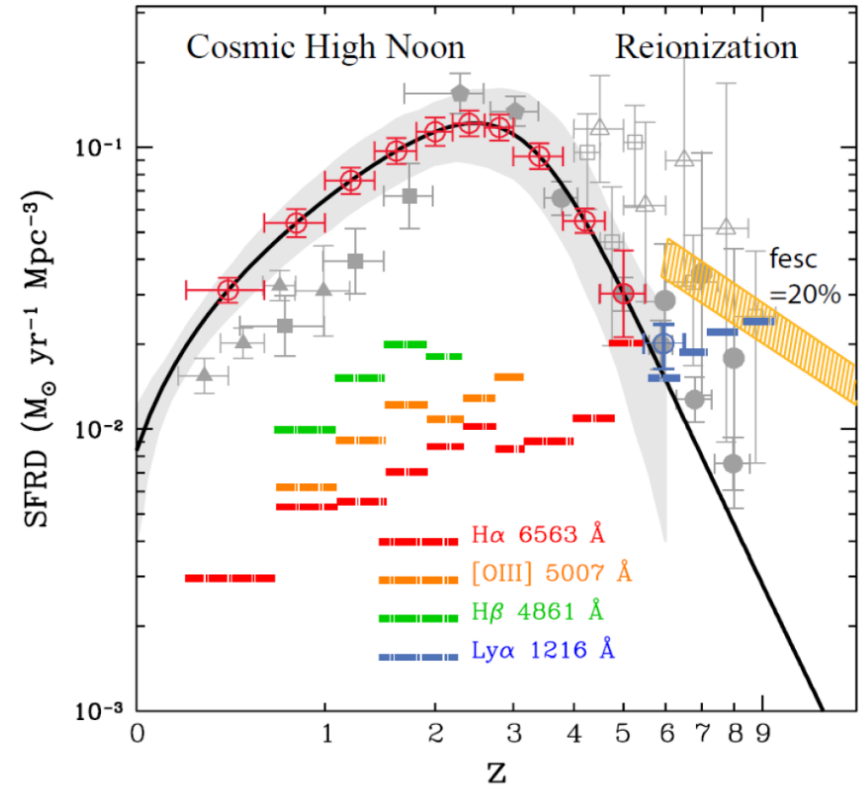 Cosmic High Noon
Reionization
SFRD (M⊙ yr⁻¹ Mpc⁻³)
10⁻¹
10⁻²
10⁻³
fesc
=20%
Hα 6563 Å
[OIII] 5007 Å
Hβ 4861 Å
Lyα 1216 Å
0 1 2 3 4 5 6 7 8 9
z